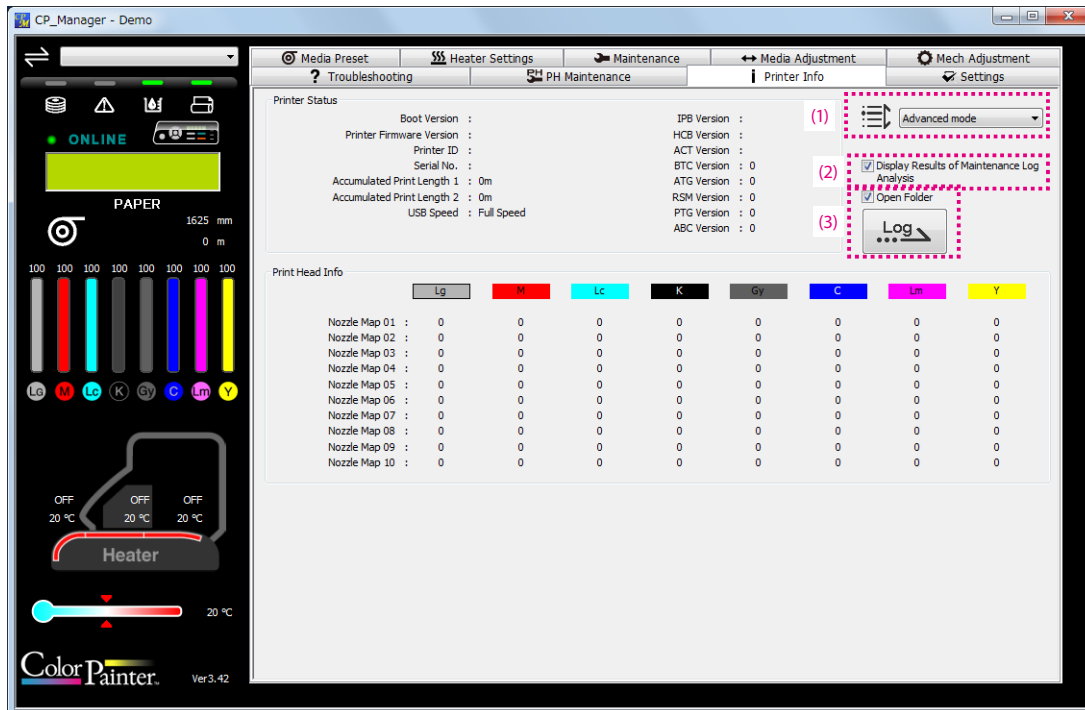 CP_Manager - Demo
Media Preset Heater Settings Maintenance Media Adjustment Mech Adjustment
? Troubleshooting PH PH Maintenance i Printer Info Settings
ONLINE
PAPER
1625 mm
0 m
100 100 100 100 100 100 100 100
Lg M Lc K Gy C Lm Y
OFF OFF OFF
20 ℃ 20 ℃ 20 ℃
Heater
20 ℃
Color Painter™ Ver3.42
Printer Status
Boot Version :
Printer Firmware Version :
Printer ID :
Serial No. :
Accumulated Print Length 1 : 0m
Accumulated Print Length 2 : 0m
USB Speed : Full Speed
IPB Version :
HCB Version :
ACT Version :
BTC Version : 0
ATG Version : 0
RSM Version : 0
PTG Version : 0
ABC Version : 0
(1) Advanced mode
(2) Display Results of Maintenance Log
Analysis
Open Folder
(3) Log
Print Head Info
Lg M Lc K Gy C Lm Y
Nozzle Map 01 : 0 0 0 0 0 0 0 0
Nozzle Map 02 : 0 0 0 0 0 0 0 0
Nozzle Map 03 : 0 0 0 0 0 0 0 0
Nozzle Map 04 : 0 0 0 0 0 0 0 0
Nozzle Map 05 : 0 0 0 0 0 0 0 0
Nozzle Map 06 : 0 0 0 0 0 0 0 0
Nozzle Map 07 : 0 0 0 0 0 0 0 0
Nozzle Map 08 : 0 0 0 0 0 0 0 0
Nozzle Map 09 : 0 0 0 0 0 0 0 0
Nozzle Map 10 : 0 0 0 0 0 0 0 0